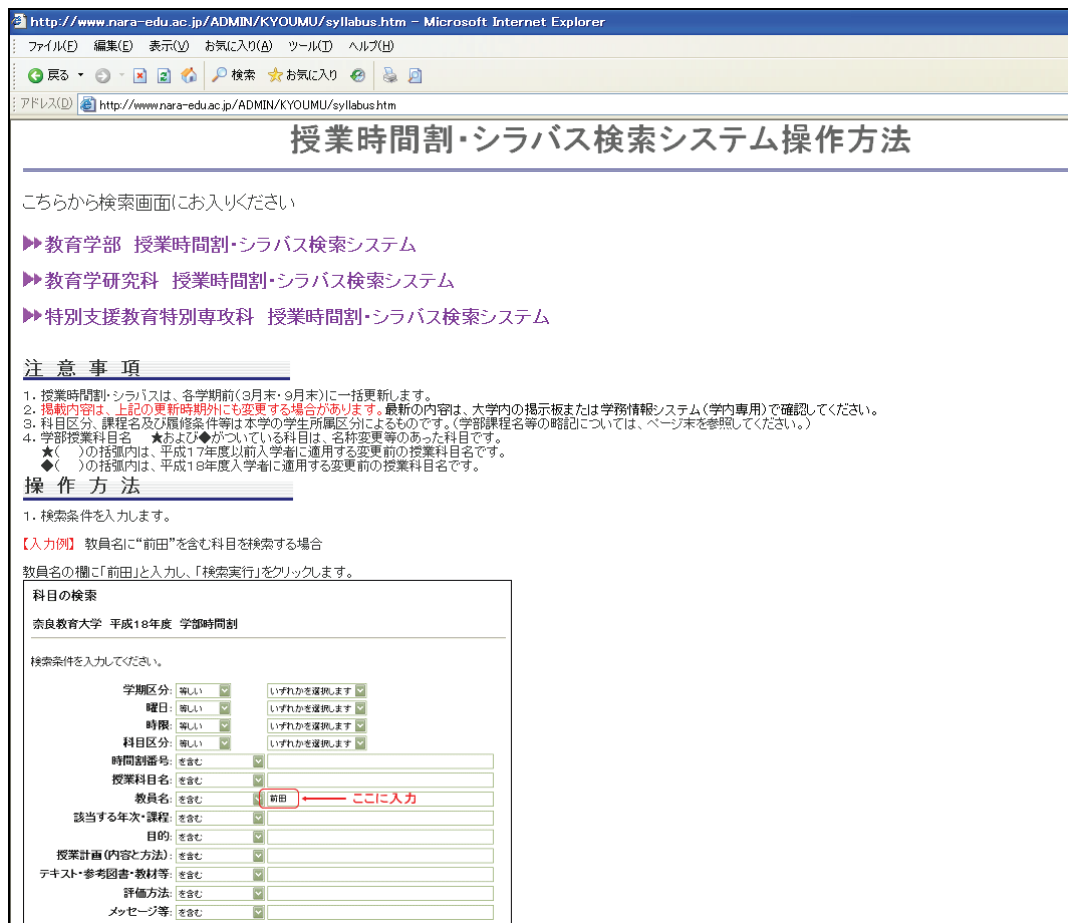 http://www.nara-edu.ac.jp/ADMIN/KYOUMU/syllabus.htm - Microsoft Internet Explorer
ファイル(F) 編集(E) 表示(V) お気に入り(A) ツール(T) ヘルプ(H)
戻る 検索 お気に入り
アドレス(D) http://www.nara-edu.ac.jp/ADMIN/KYOUMU/syllabus.htm
授業時間割・シラバス検索システム操作方法
こちらから検索画面にお入りください
教育学部 授業時間割・シラバス検索システム
教育学研究科 授業時間割・シラバス検索システム
特別支援教育特別専攻科 授業時間割・シラバス検索システム
注意事項
1. 授業時間割・シラバスは、各学期前(3月末・9月末)に一括更新します。
2. 掲載内容は、上記の更新時期外にも変更する場合があります。最新の内容は、大学内の掲示板または学務情報システム(学内専用)で確認してください。
3. 科目区分、課程名及び履修条件等は本学の学生所属区分によるものです。(学部課程名等の略記については、ページ末を参照してください。)
4. 学部授業科目名 ★および◆がついている科目は、名称変更等のあった科目です。
★( )の括弧内は、平成17年度以前入学者に適用する変更前の授業科目名です。
◆( )の括弧内は、平成18年度入学者に適用する変更前の授業科目名です。
操作方法
1. 検索条件を入力します。
【入力例】 教員名に“前田”を含む科目を検索する場合
教員名の欄に「前田」と入力し、「検索実行」をクリックします。
科目の検索
奈良教育大学 平成18年度 学部時間割
検索条件を入力してください。
学期区分: 等しい いずれかを選択します
曜日: 等しい いずれかを選択します
時限: 等しい いずれかを選択します
科目区分: 等しい いずれかを選択します
時間割番号: を含む
授業科目名: を含む
教員名: を含む 前田 ここに入力
該当する年次・課程: を含む
目的: を含む
授業計画(内容と方法): を含む
テキスト・参考図書・教材等: を含む
評価方法: を含む
メッセージ等: を含む